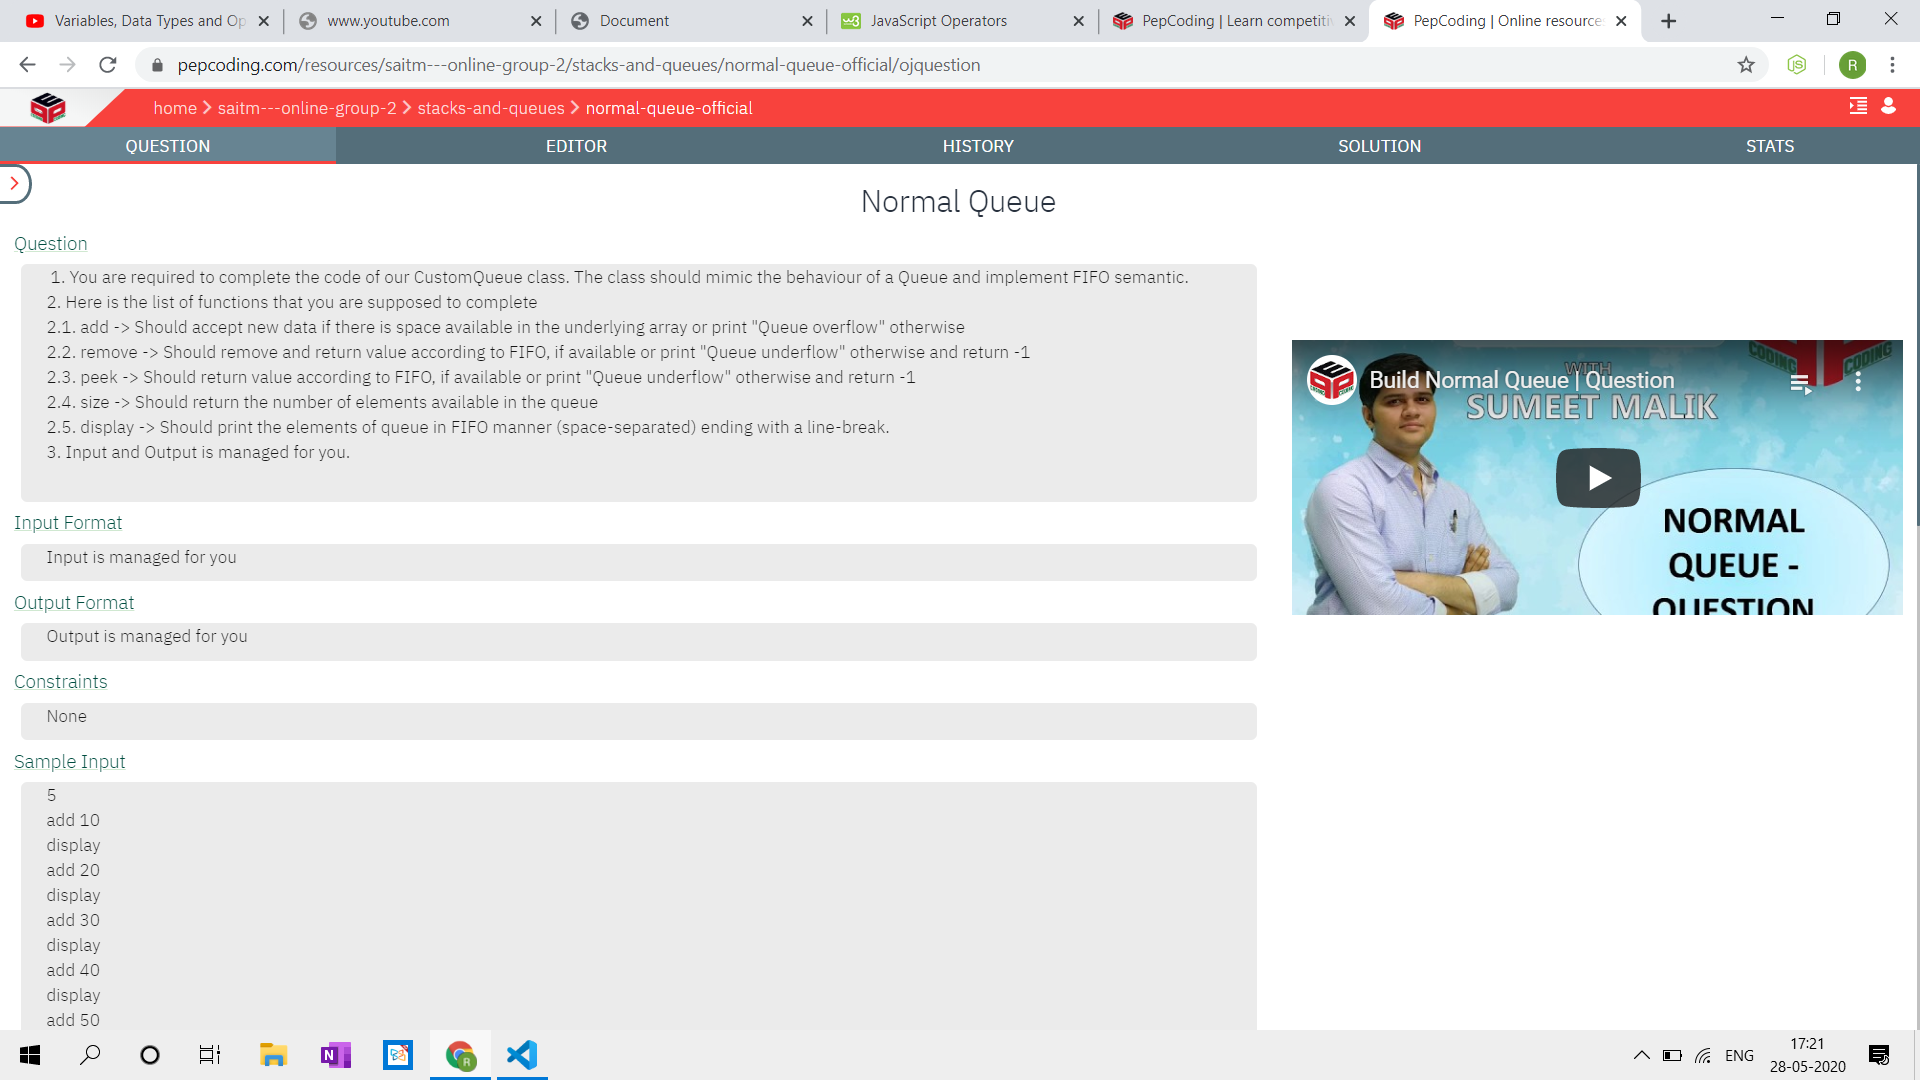 Variables, Data Types and Op
www.youtube.com
Document
JavaScript Operators
PepCoding | Learn competiti
PepCoding | Online resource
pepcoding.com/resources/saitm---online-group-2/stacks-and-queues/normal-queue-official/ojquestion
R
home > saitm---online-group-2 > stacks-and-queues > normal-queue-official
QUESTION
EDITOR
HISTORY
SOLUTION
STATS
Normal Queue
Question
1. You are required to complete the code of our CustomQueue class. The class should mimic the behaviour of a Queue and implement FIFO semantic.
2. Here is the list of functions that you are supposed to complete
2.1. add -> Should accept new data if there is space available in the underlying array or print "Queue overflow" otherwise
2.2. remove -> Should remove and return value according to FIFO, if available or print "Queue underflow" otherwise and return -1
2.3. peek -> Should return value according to FIFO, if available or print "Queue underflow" otherwise and return -1
2.4. size -> Should return the number of elements available in the queue
2.5. display -> Should print the elements of queue in FIFO manner (space-separated) ending with a line-break.
3. Input and Output is managed for you.
CODING CODING
WITH
Build Normal Queue | Question
SUMEET MALIK
NORMAL
QUEUE -
QUESTION
Input Format
Input is managed for you
Output Format
Output is managed for you
Constraints
None
Sample Input
5
add 10
display
add 20
display
add 30
display
add 40
display
add 50
ENG
17:21
28-05-2020